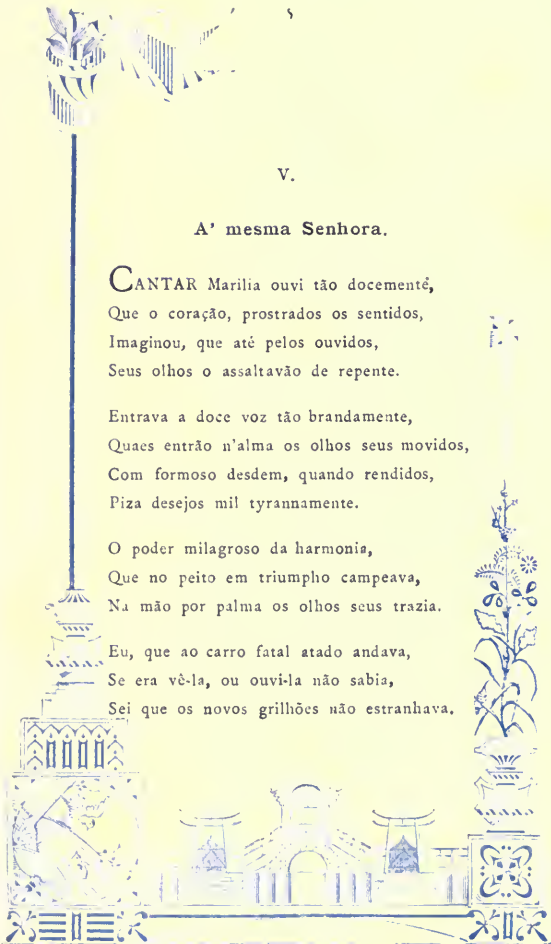 V.
A' mesma Senhora.
CANTAR Marilia ouvi tão docemente,
Que o coração, prostrados os sentidos,
Imaginou, que até pelos ouvidos,
Seus olhos o assaltavão de repente.
Entrava a doce voz tão brandamente,
Quaes entrão n'alma os olhos seus movidos,
Com formoso desdem, quando rendidos,
Piza desejos mil tyrannamente.
O poder milagroso da harmonia,
Que no peito em triumpho campeava,
Na mão por palma os olhos seus trazia.
Eu, que ao carro fatal atado andava,
Se era vê-la, ou ouvi-la não sabia,
Sei que os novos grilhões não estranhava.